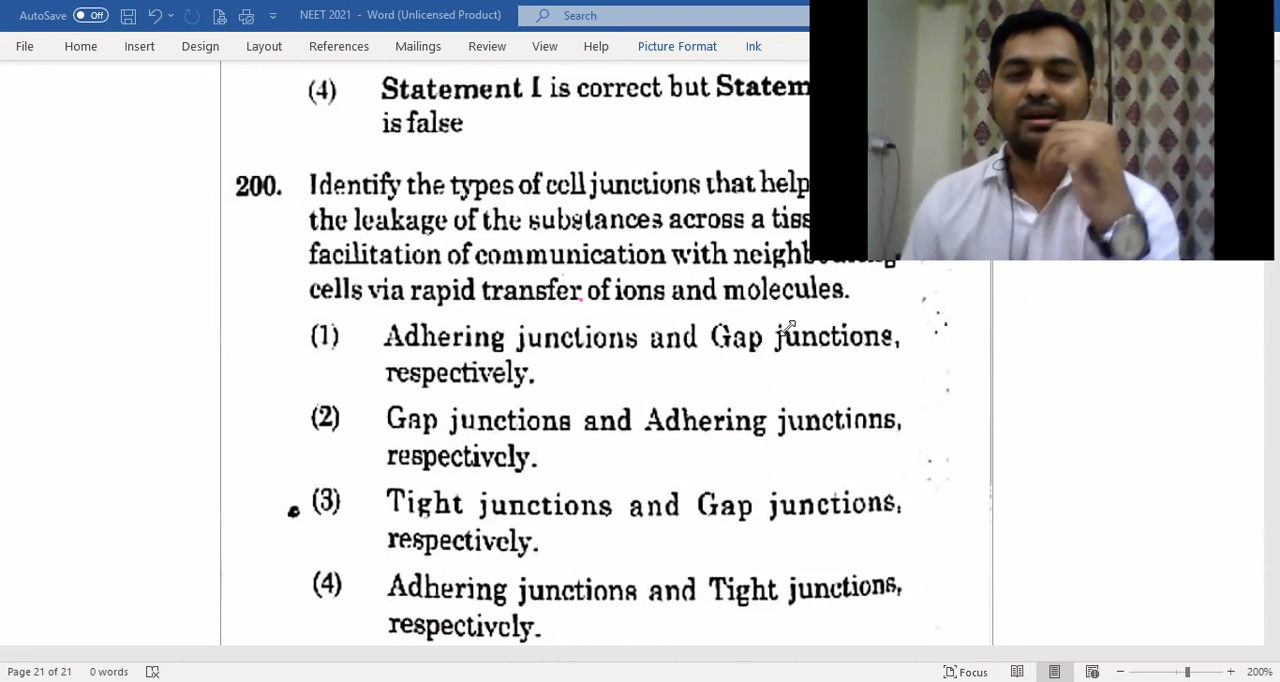 AutoSave Off NEET 2021 - Word (Unlicensed Product) Search
File Home Insert Design Layout References Mailings Review View Help Picture Format Ink
(4) Statement I is correct but
is false
200. Identify the types of cell junctions that help
the leakage of the substances across a
facilitation of communication with
cells via rapid transfer of ions and molecules.
(1) Adhering junctions and Gap junctions,
respectively.
(2) Gap junctions and Adhering junctions,
respectively.
(3) Tight junctions and Gap junctions,
respectively.
(4) Adhering junctions and Tight junctions,
respectively.
Page 21 of 21 0 words Focus 200%